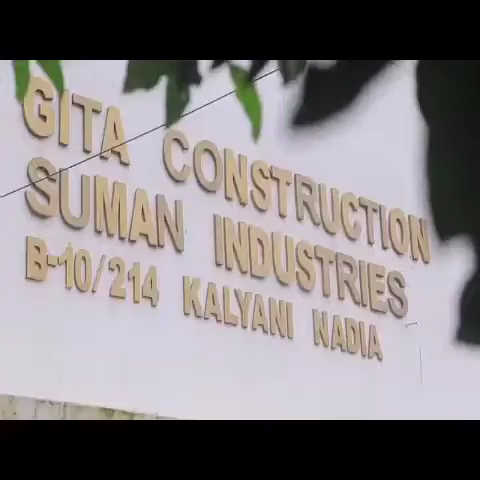 GITA CONSTRUCTION
SUMAN INDUSTRIES
B-10/214 KALYANI NADIA